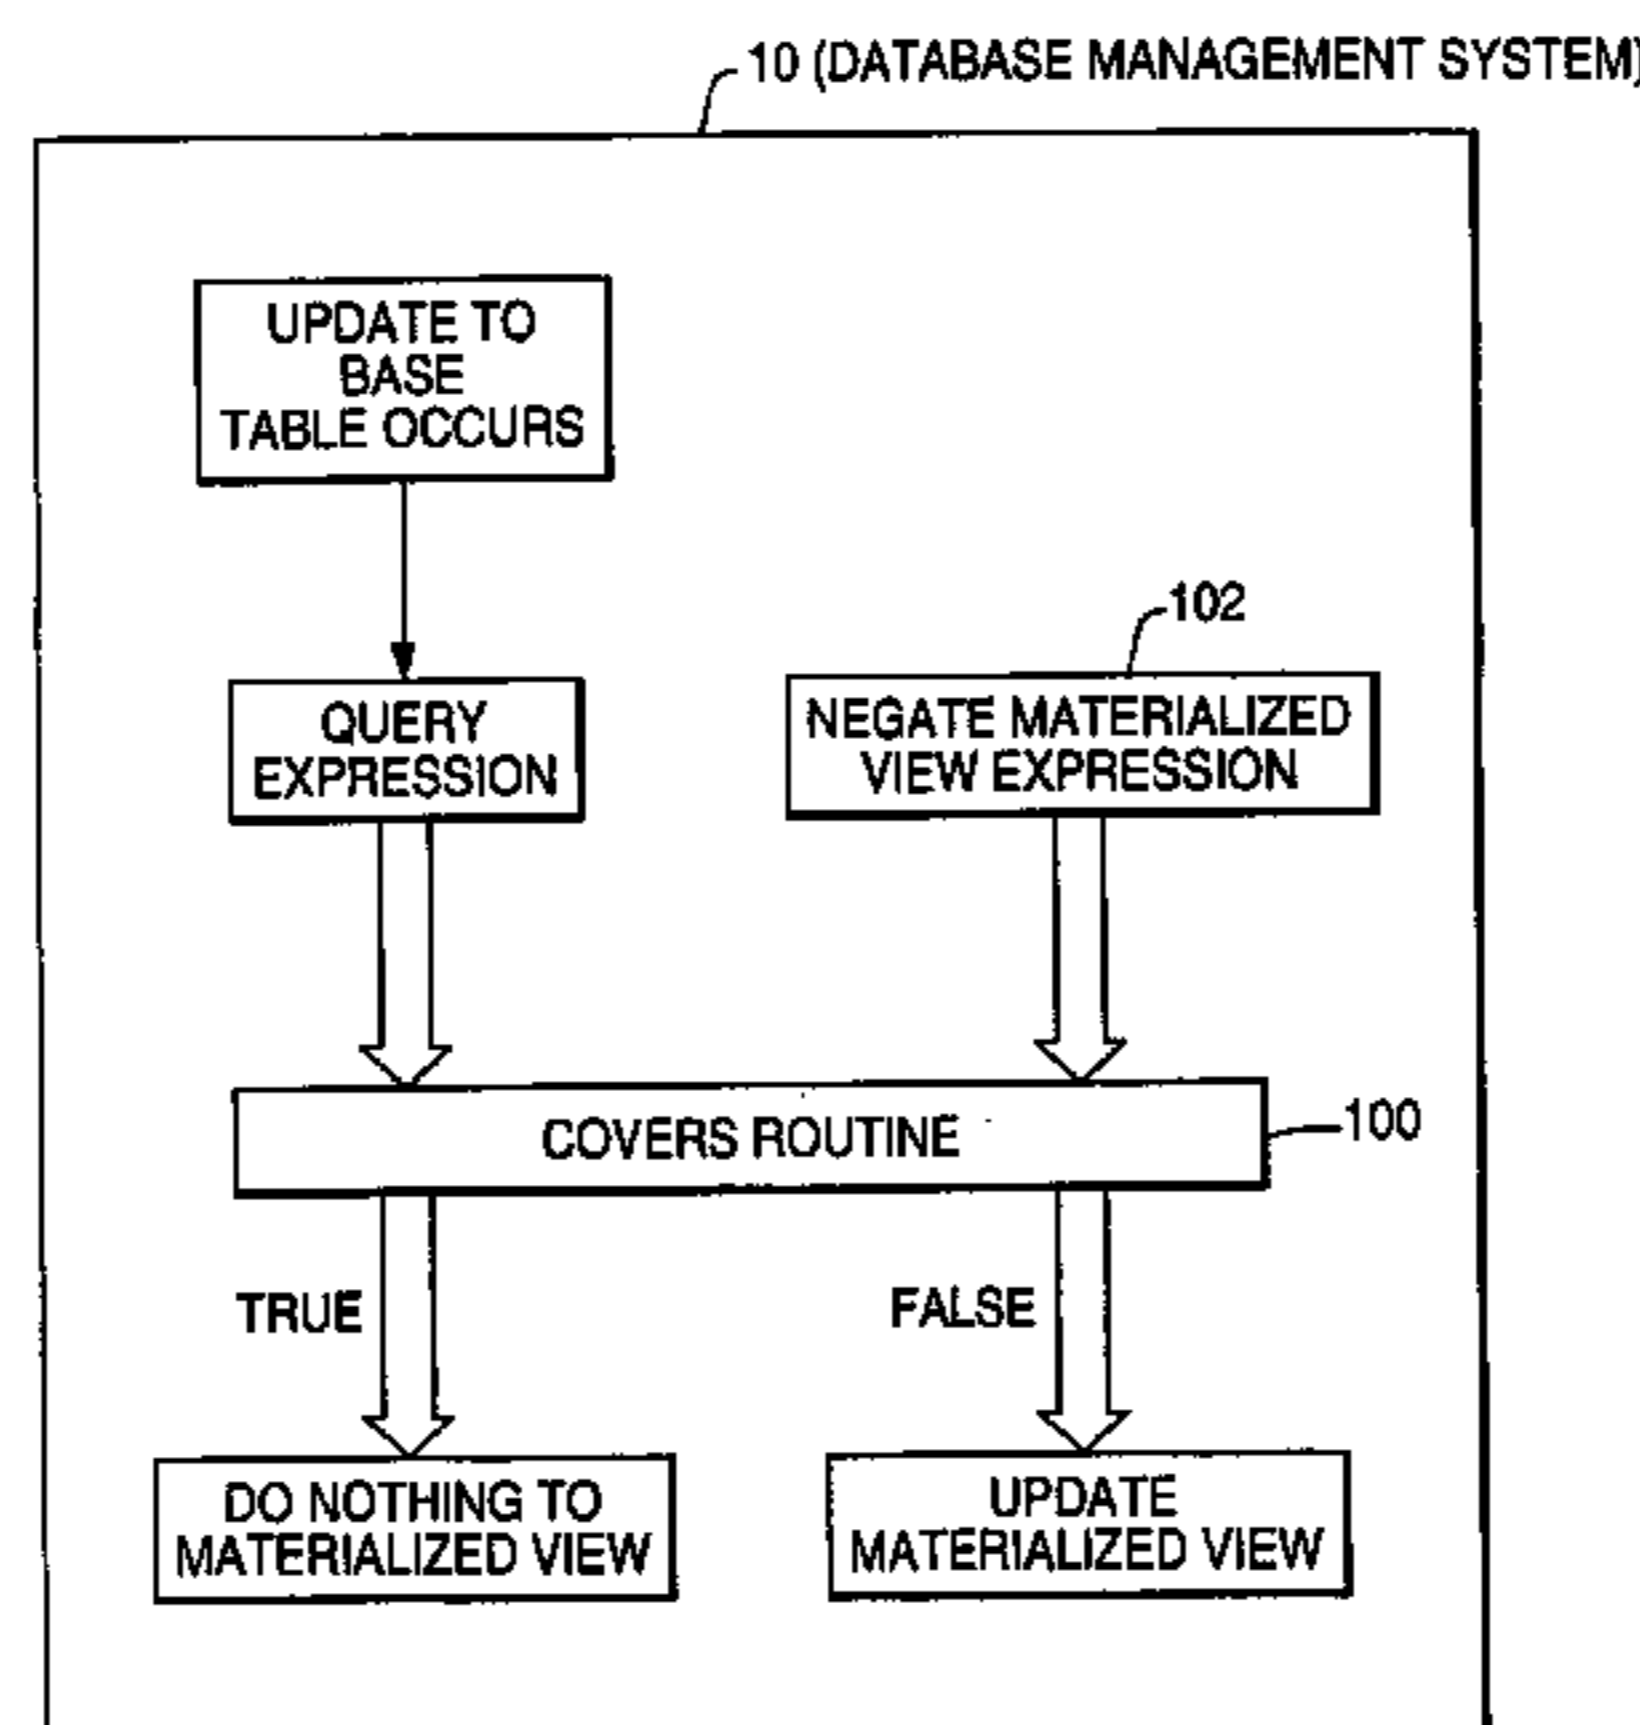 10 (DATABASE MANAGEMENT SYSTEM)
UPDATE TO
BASE
TABLE OCCURS
102
QUERY
EXPRESSION
NEGATE MATERIALIZED
VIEW EXPRESSION
COVERS ROUTINE
100
TRUE
FALSE
DO NOTHING TO
MATERIALIZED VIEW
UPDATE
MATERIALIZED VIEW